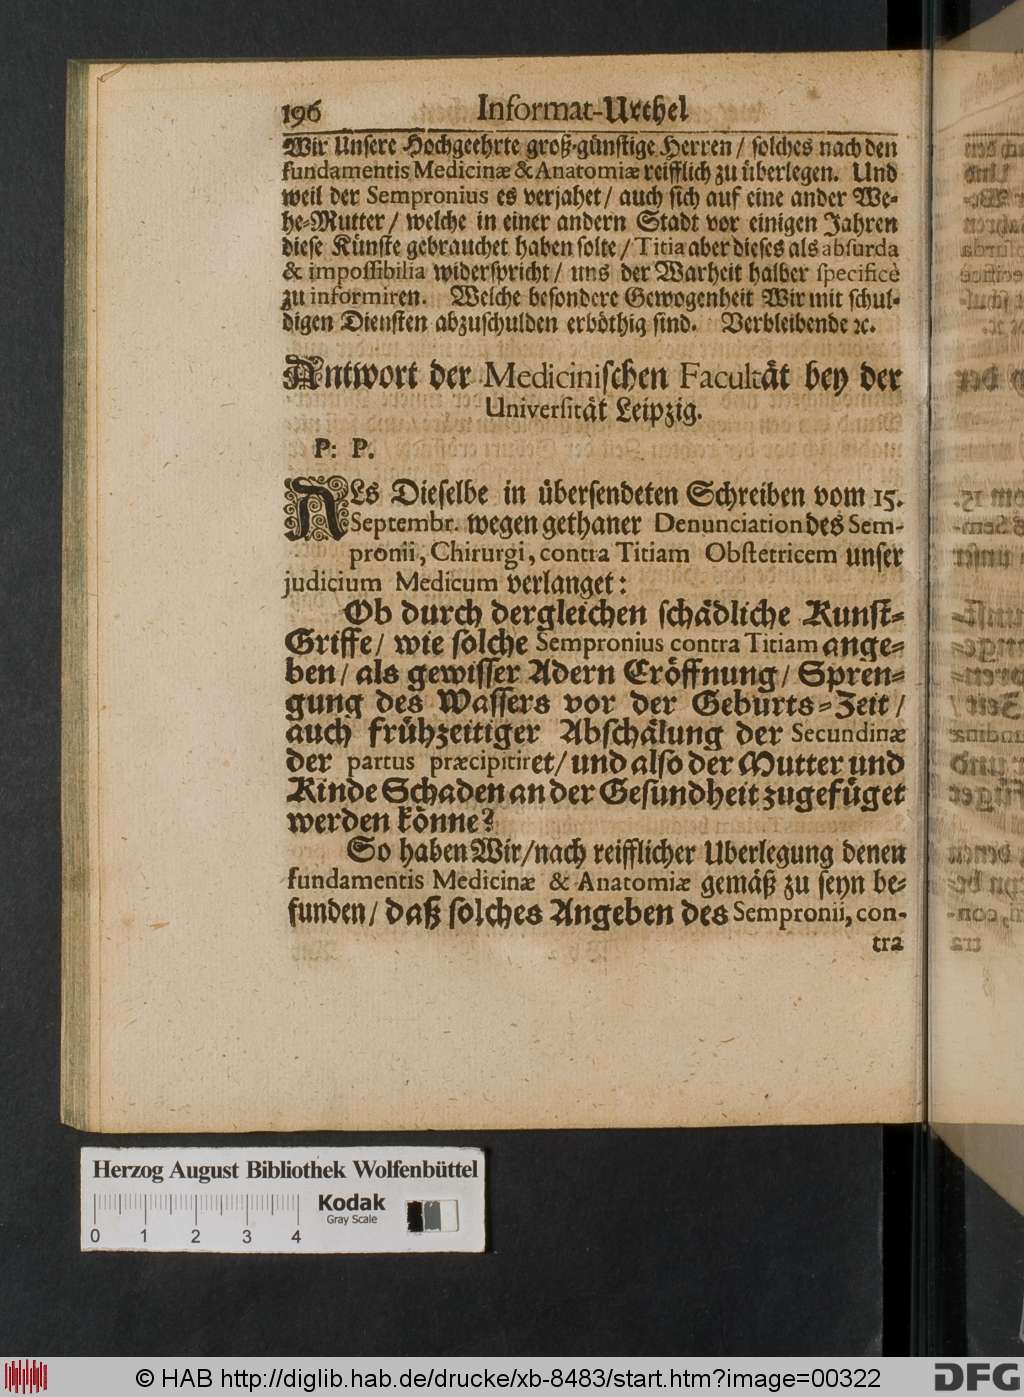 196 Informat-Urthel
Wir Unsere Hochgeehrte groß-günstige Herren / solches nach den
fundamentis Medicinæ & Anatomiæ reifflich zu überlegen. Und
weil der Sempronius es verjahet / auch sich auf eine ander We-
he-Mutter / welche in einer andern Stadt vor einigen Jahren
diese Künste gebrauchet haben solte / Titia aber dieses als absurda
& impossibilia widerspricht / uns der Warheit halber specificè
zu informiren. Welche besondere Gewogenheit Wir mit schul-
digen Diensten abzuschulden erböthig sind. Verbleibende ꝛc.
Antwort der Medicinischen Facultät bey der
Universität Leipzig.
P: P.
ALs Dieselbe in übersendeten Schreiben vom 15.
Septembr. wegen gethaner Denunciation des Sem-
pronii, Chirurgi, contra Titiam Obstetricem unser
judicium Medicum verlanget:
Ob durch dergleichen schädliche Kunst-
Griffe / wie solche Sempronius contra Titiam ange-
ben / als gewisser Adern Eröffnung / Spren-
gung des Wassers vor der Geburts-Zeit /
auch frühzeitiger Abschälung der Secundinæ
der partus præcipitiret / und also der Mutter und
Kinde Schaden an der Gesundheit zugefüget
werden könne?
So haben Wir / nach reifflicher Uberlegung denen
fundamentis Medicinæ & Anatomiæ gemäß zu seyn be-
funden / daß solches Angeben des Sempronii, con-
tra
Herzog August Bibliothek Wolfenbüttel
Kodak
Gray Scale
0 1 2 3 4
© HAB http://diglib.hab.de/drucke/xb-8483/start.htm?image=00322
DFG